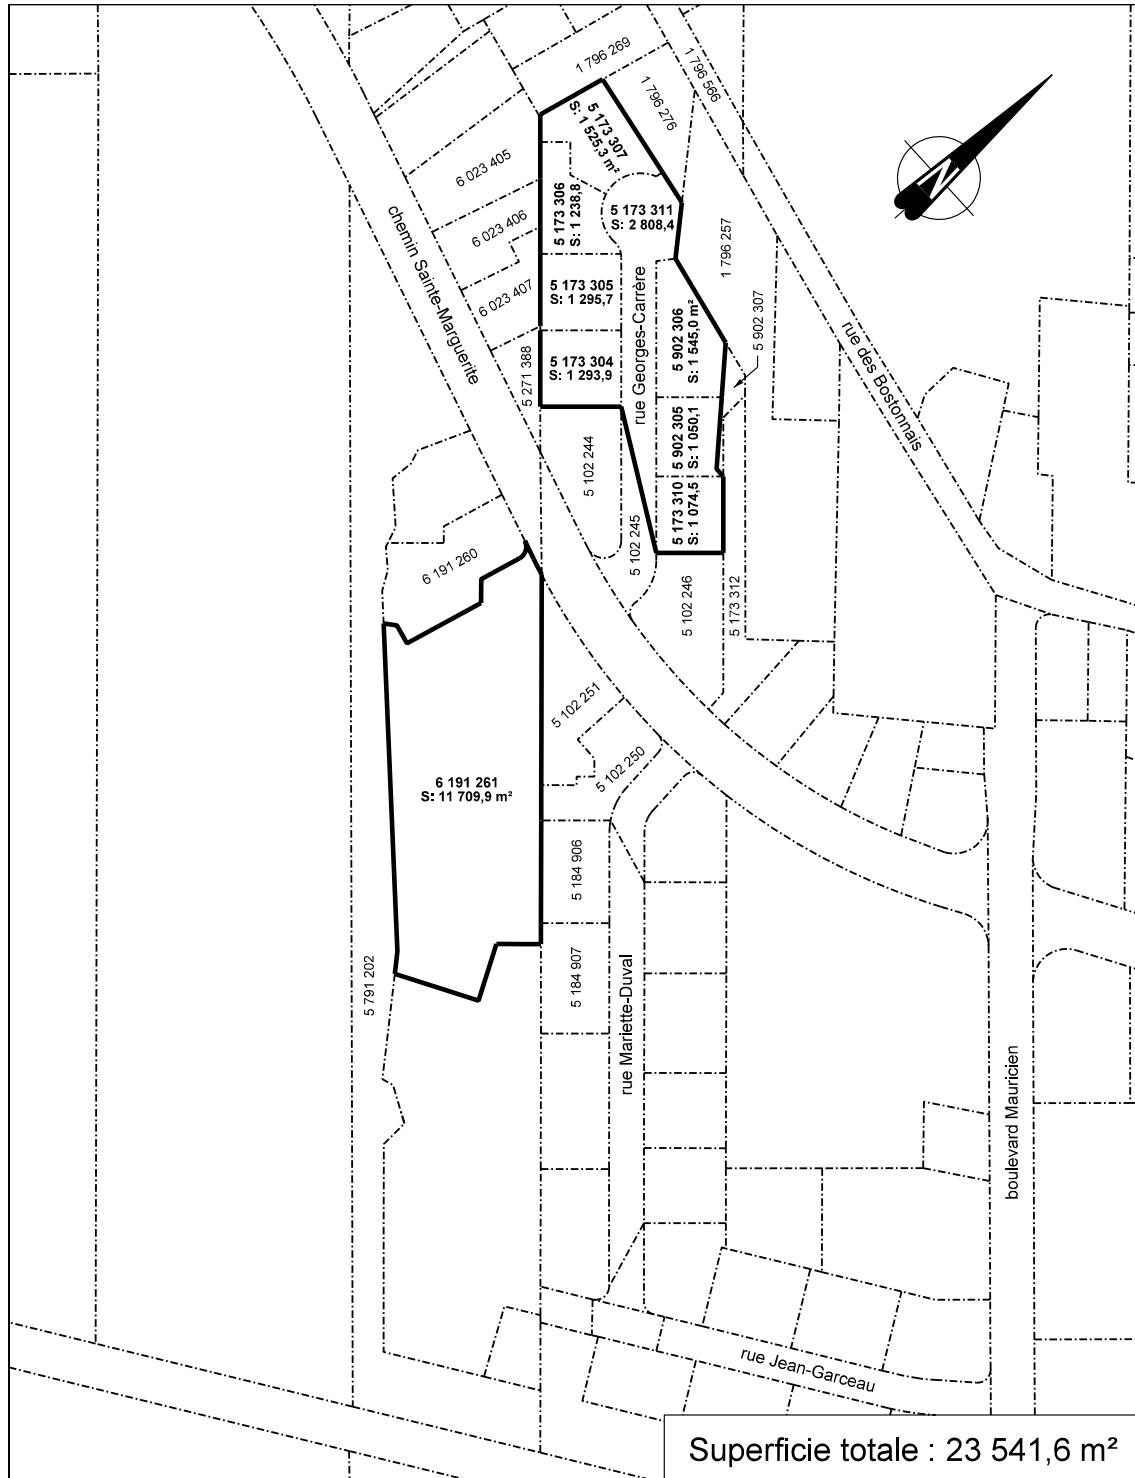 1 796 269
1 796 566
1 796 276
5 173 307
S: 1 525,3 m²
6 023 405
6 023 406
6 023 407
chemin Sainte-Marguerite
5 173 306
S: 1 238,8
5 173 311
S: 2 808,4
1 796 257
N
5 173 305
S: 1 295,7
5 173 304
S: 1 293,9
5 271 388
rue Georges-Carrère
5 902 306
S: 1 545,0 m²
5 902 307
rue des Bostonnais
5 902 305
S: 1 050,1
5 173 310
S: 1 074,5
5 102 244
5 102 245
5 102 246
5 173 312
6 191 260
5 102 251
5 102 250
6 191 261
S: 11 709,9 m²
5 184 906
5 184 907
5 791 202
rue Mariette-Duval
boulevard Mauricien
rue Jean-Garceau
Superficie totale : 23 541,6 m²